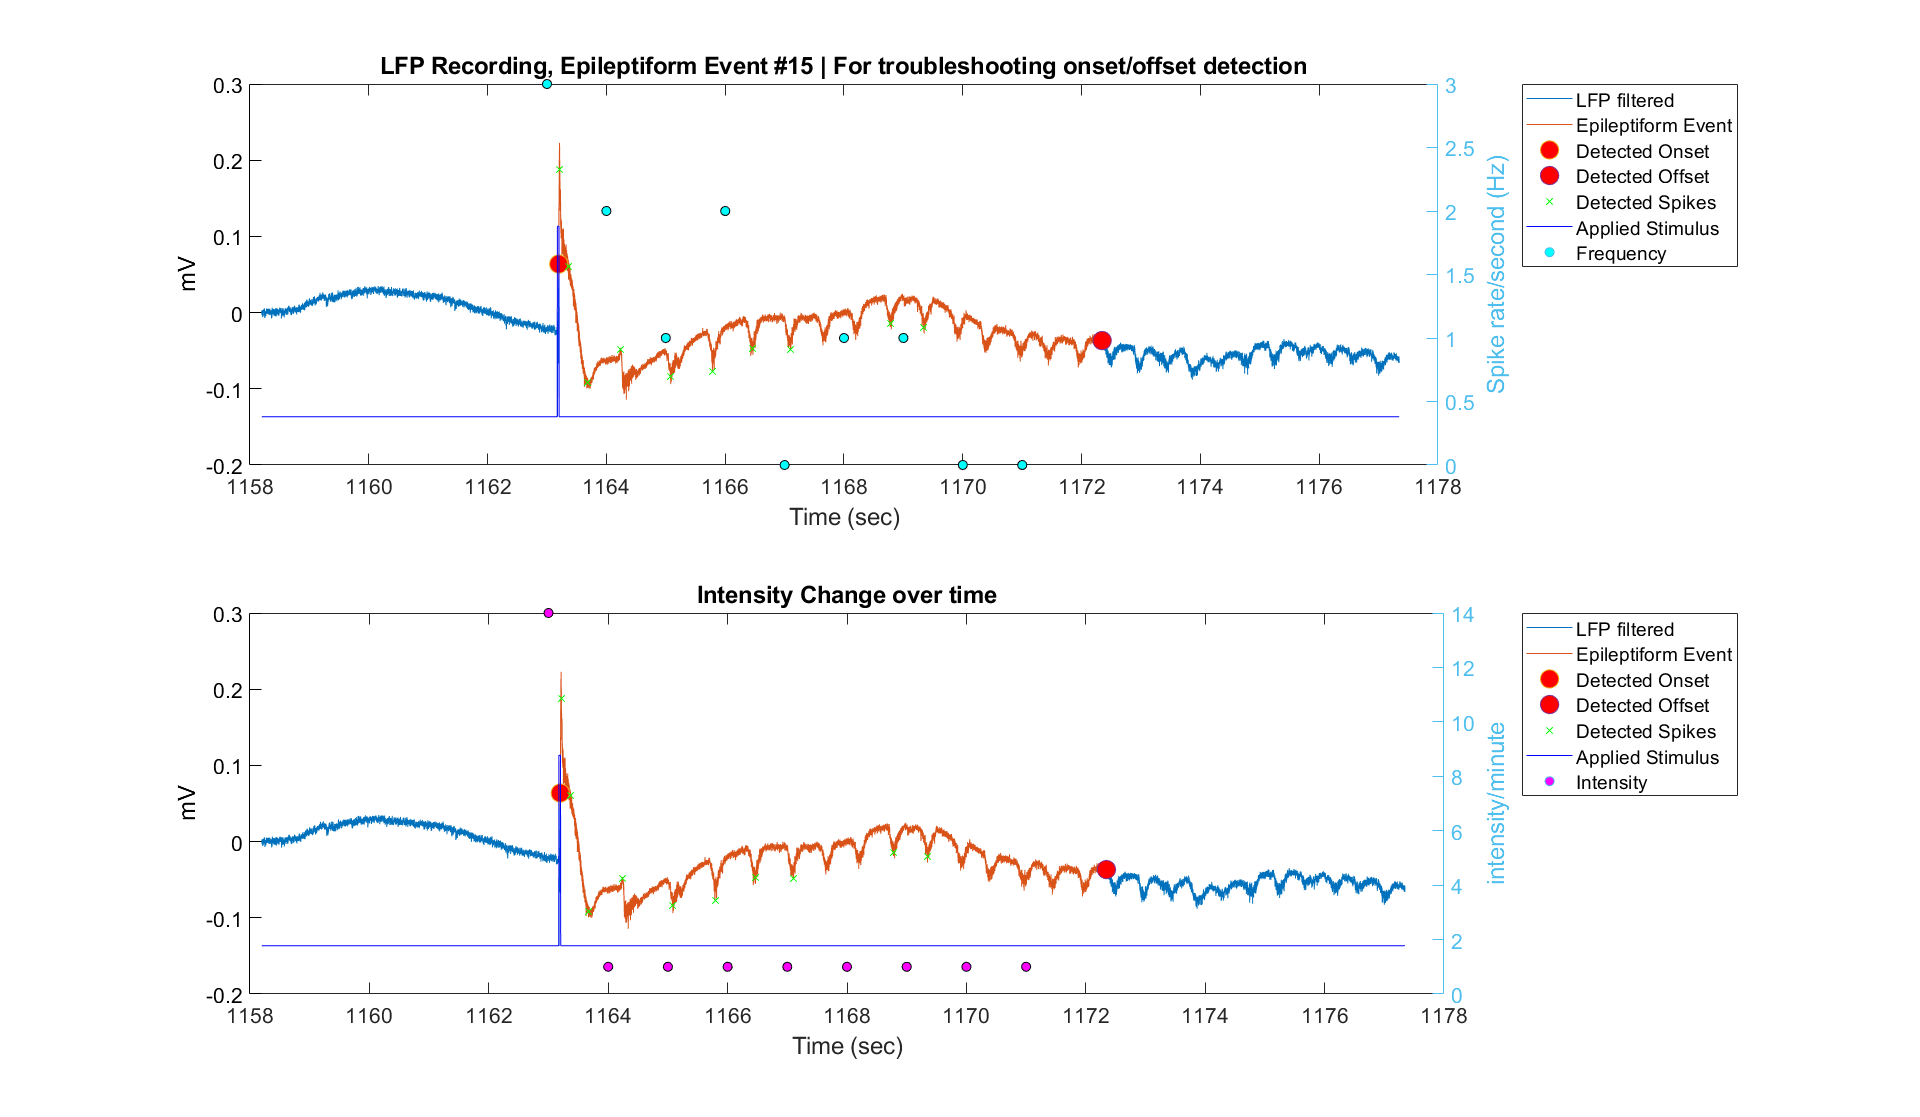 LFP Recording, Epileptiform Event #15 | For troubleshooting onset/offset detection
0.3
0.2
0.1
0
-0.1
-0.2
mV
1158 1160 1162 1164 1166 1168 1170 1172 1174 1176 1178
Time (sec)
3
2.5
2
1.5
1
0.5
0
Spike rate/second (Hz)
LFP filtered
Epileptiform Event
Detected Onset
Detected Offset
Detected Spikes
Applied Stimulus
Frequency
Intensity Change over time
0.3
0.2
0.1
0
-0.1
-0.2
mV
1158 1160 1162 1164 1166 1168 1170 1172 1174 1176 1178
Time (sec)
14
12
10
8
6
4
2
0
intensity/minute
LFP filtered
Epileptiform Event
Detected Onset
Detected Offset
Detected Spikes
Applied Stimulus
Intensity